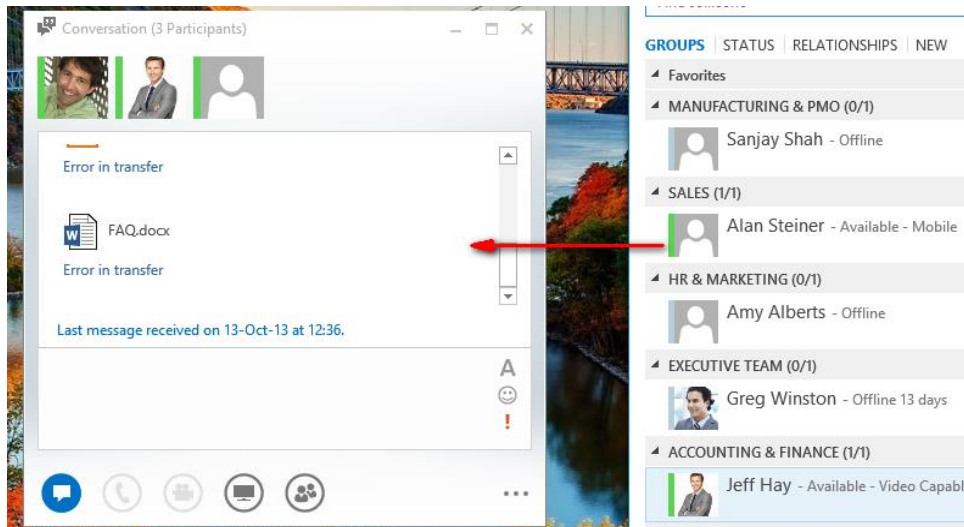 Conversation (3 Participants)
Error in transfer
FAQ.docx
Error in transfer
Last message received on 13-Oct-13 at 12:36.
A
!
GROUPS STATUS RELATIONSHIPS NEW
Favorites
MANUFACTURING & PMO (0/1)
Sanjay Shah - Offline
SALES (1/1)
Alan Steiner - Available - Mobile
HR & MARKETING (0/1)
Amy Alberts - Offline
EXECUTIVE TEAM (0/1)
Greg Winston - Offline 13 days
ACCOUNTING & FINANCE (1/1)
Jeff Hay - Available - Video Capabl